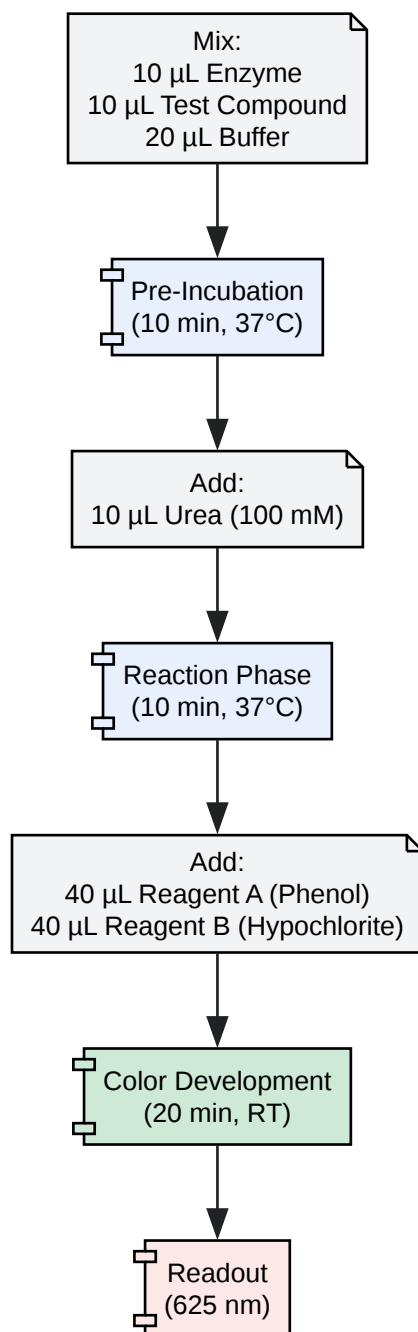 Mix:
10 µL Enzyme
10 µL Test Compound
20 µL Buffer
Pre-Incubation
(10 min, 37°C)
Add:
10 µL Urea (100 mM)
Reaction Phase
(10 min, 37°C)
Add:
40 µL Reagent A (Phenol)
40 µL Reagent B (Hypochlorite)
Color Development
(20 min, RT)
Readout
(625 nm)